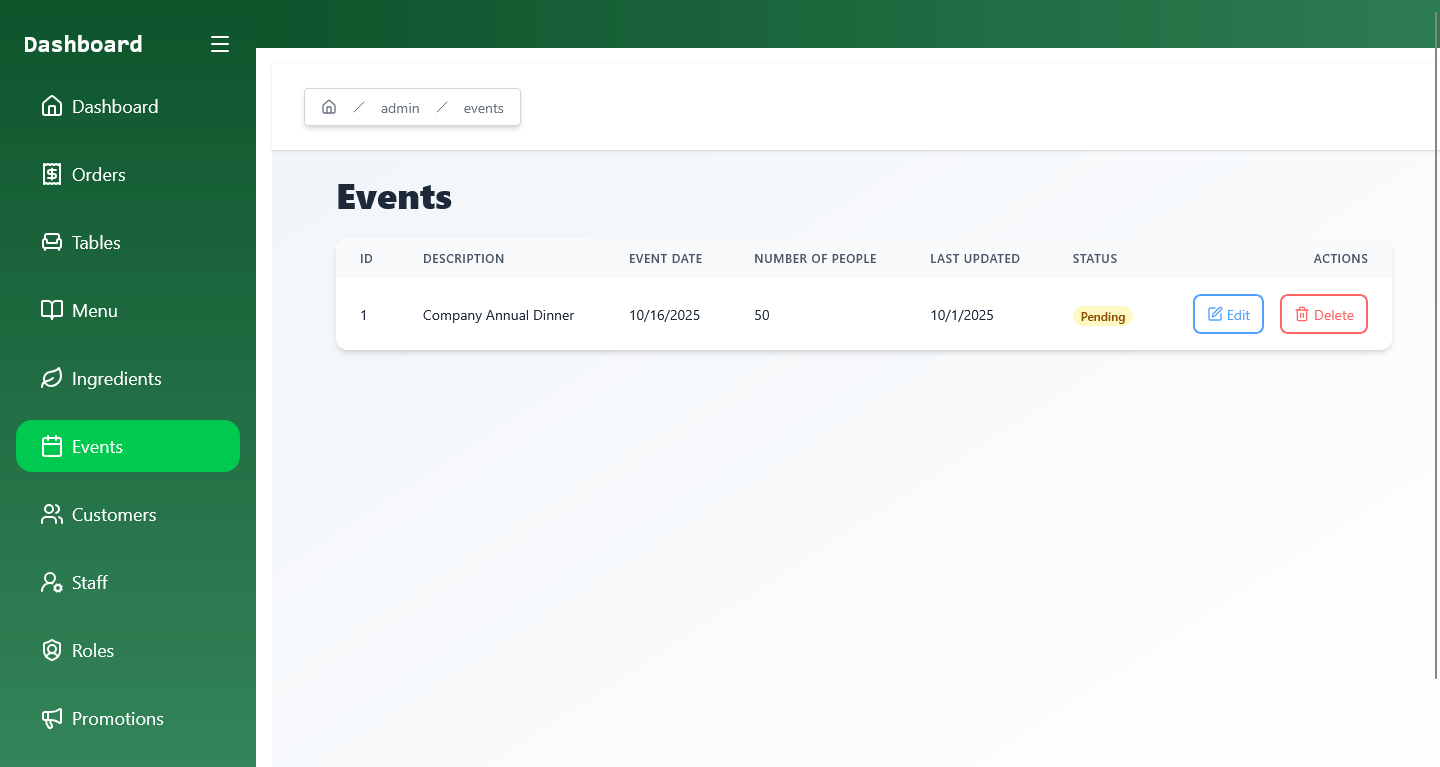 Dashboard
Dashboard
Orders
Tables
Menu
Ingredients
Events
Customers
Staff
Roles
Promotions
admin / events
Events
ID DESCRIPTION EVENT DATE NUMBER OF PEOPLE LAST UPDATED STATUS ACTIONS
1 Company Annual Dinner 10/16/2025 50 10/1/2025 Pending Edit Delete